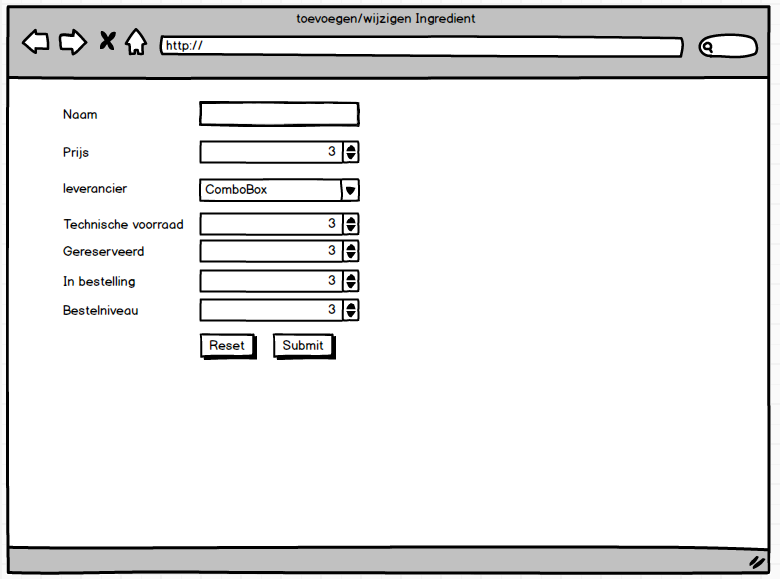 toevoegen/wijzigen Ingredient
http://
Naam
Prijs 3
leverancier ComboBox
Technische voorraad 3
Gereserveerd 3
In bestelling 3
Bestelniveau 3
Reset Submit